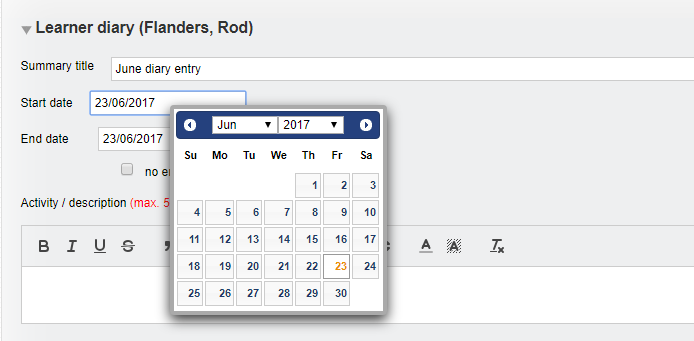 Learner diary (Flanders, Rod)
Summary title June diary entry
Start date 23/06/2017
Jun 2017
End date 23/06/2017
Su Mo Tu We Th Fr Sa
1 2 3
no
Activity / description (max. 5
4 5 6 7 8 9 10
B I U S
11 12 13 14 15 16 17
A A Tx
18 19 20 21 22 23 24
25 26 27 28 29 30